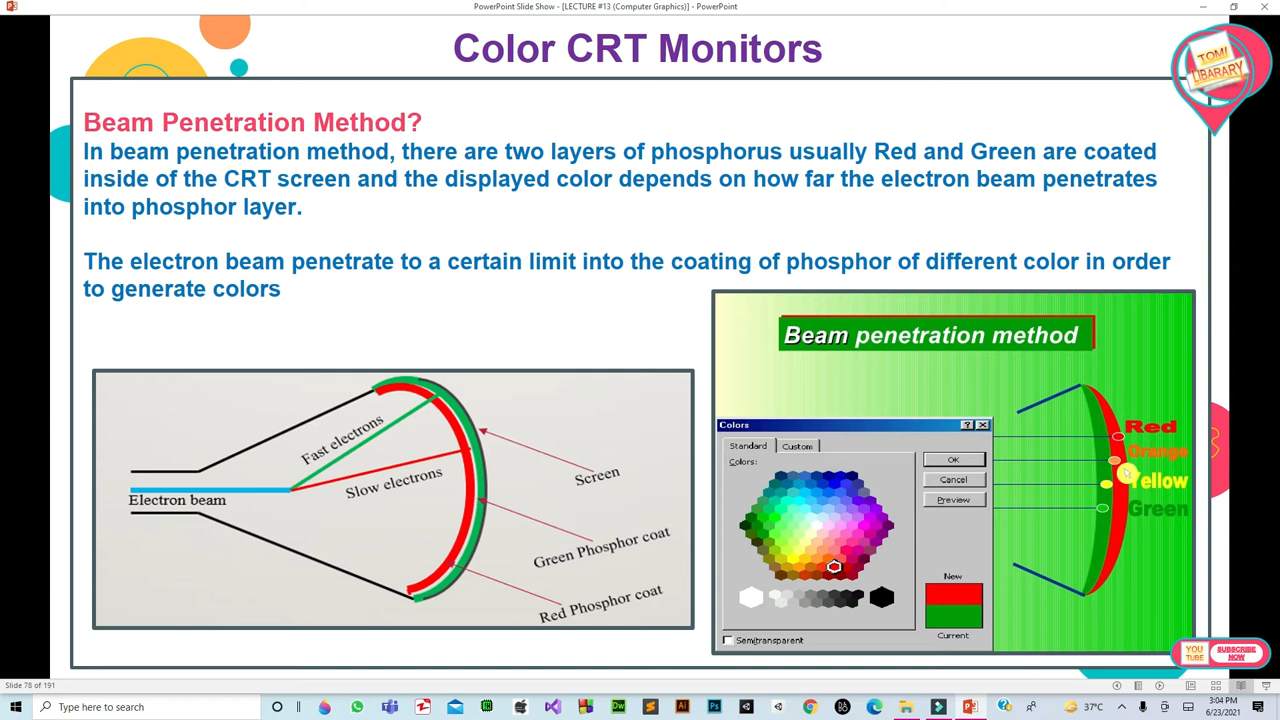 PowerPoint Slide Show - [LECTURE #13 (Computer Graphics)] - PowerPoint
Color CRT Monitors
TOM!
LIBARARY
Beam Penetration Method?
In beam penetration method, there are two layers of phosphorus usually Red and Green are coated
inside of the CRT screen and the displayed color depends on how far the electron beam penetrates
into phosphor layer.
The electron beam penetrate to a certain limit into the coating of phosphor of different color in order
to generate colors
Fast electrons
Slow electrons
Electron beam
Screen
Green Phosphor coat
Red Phosphor coat
Beam penetration method
Colors
Standard
Custom
Colors:
OK
Cancel
Preview
New
Current
Semitransparent
Red
Orange
Yellow
Green
YOU
TUBE
SUBSCRIBE
NOW
Slide 78 of 191
Type here to search
37°C
3:04 PM
6/23/2021